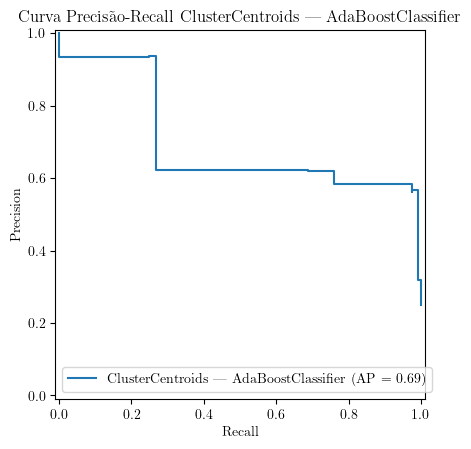 Curva Precisão-Recall ClusterCentroids — AdaBoostClassifier
1.0
0.8
0.6
0.4
0.2
0.0
Precision
ClusterCentroids — AdaBoostClassifier (AP = 0.69)
0.0 0.2 0.4 0.6 0.8 1.0
Recall